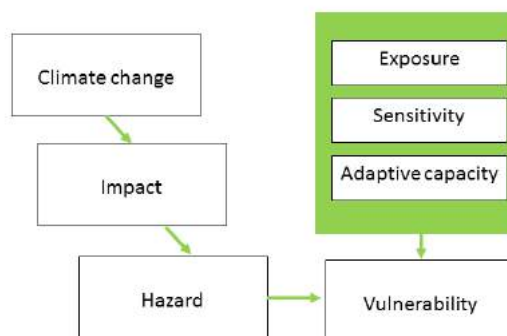 Climate change
Impact
Hazard
Exposure
Sensitivity
Adaptive capacity
Vulnerability